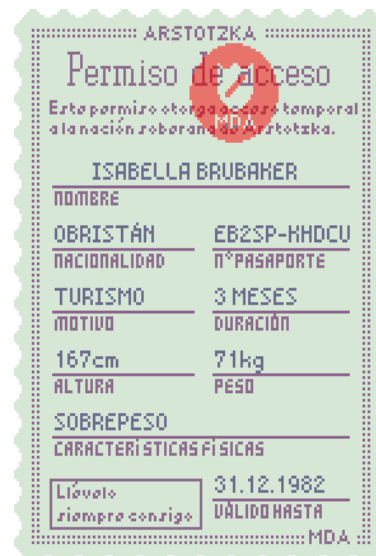 ARSTOTZKA
Permiso de acceso
Este permiso otorga acceso temporal
a la nación soberana de Arstotzka.
MDA
ISABELLA BRUBAKER
NOMBRE
OBRISTÁN EB2SP-KHDCU
NACIONALIDAD N°PASAPORTE
TURISMO 3 MESES
MOTIVO DURACIÓN
167cm 71kg
ALTURA PESO
SOBREPESO
CARACTERÍSTICAS FÍSICAS
Llévelo 31.12.1982
siempre consigo VÁLIDO HASTA
MDA